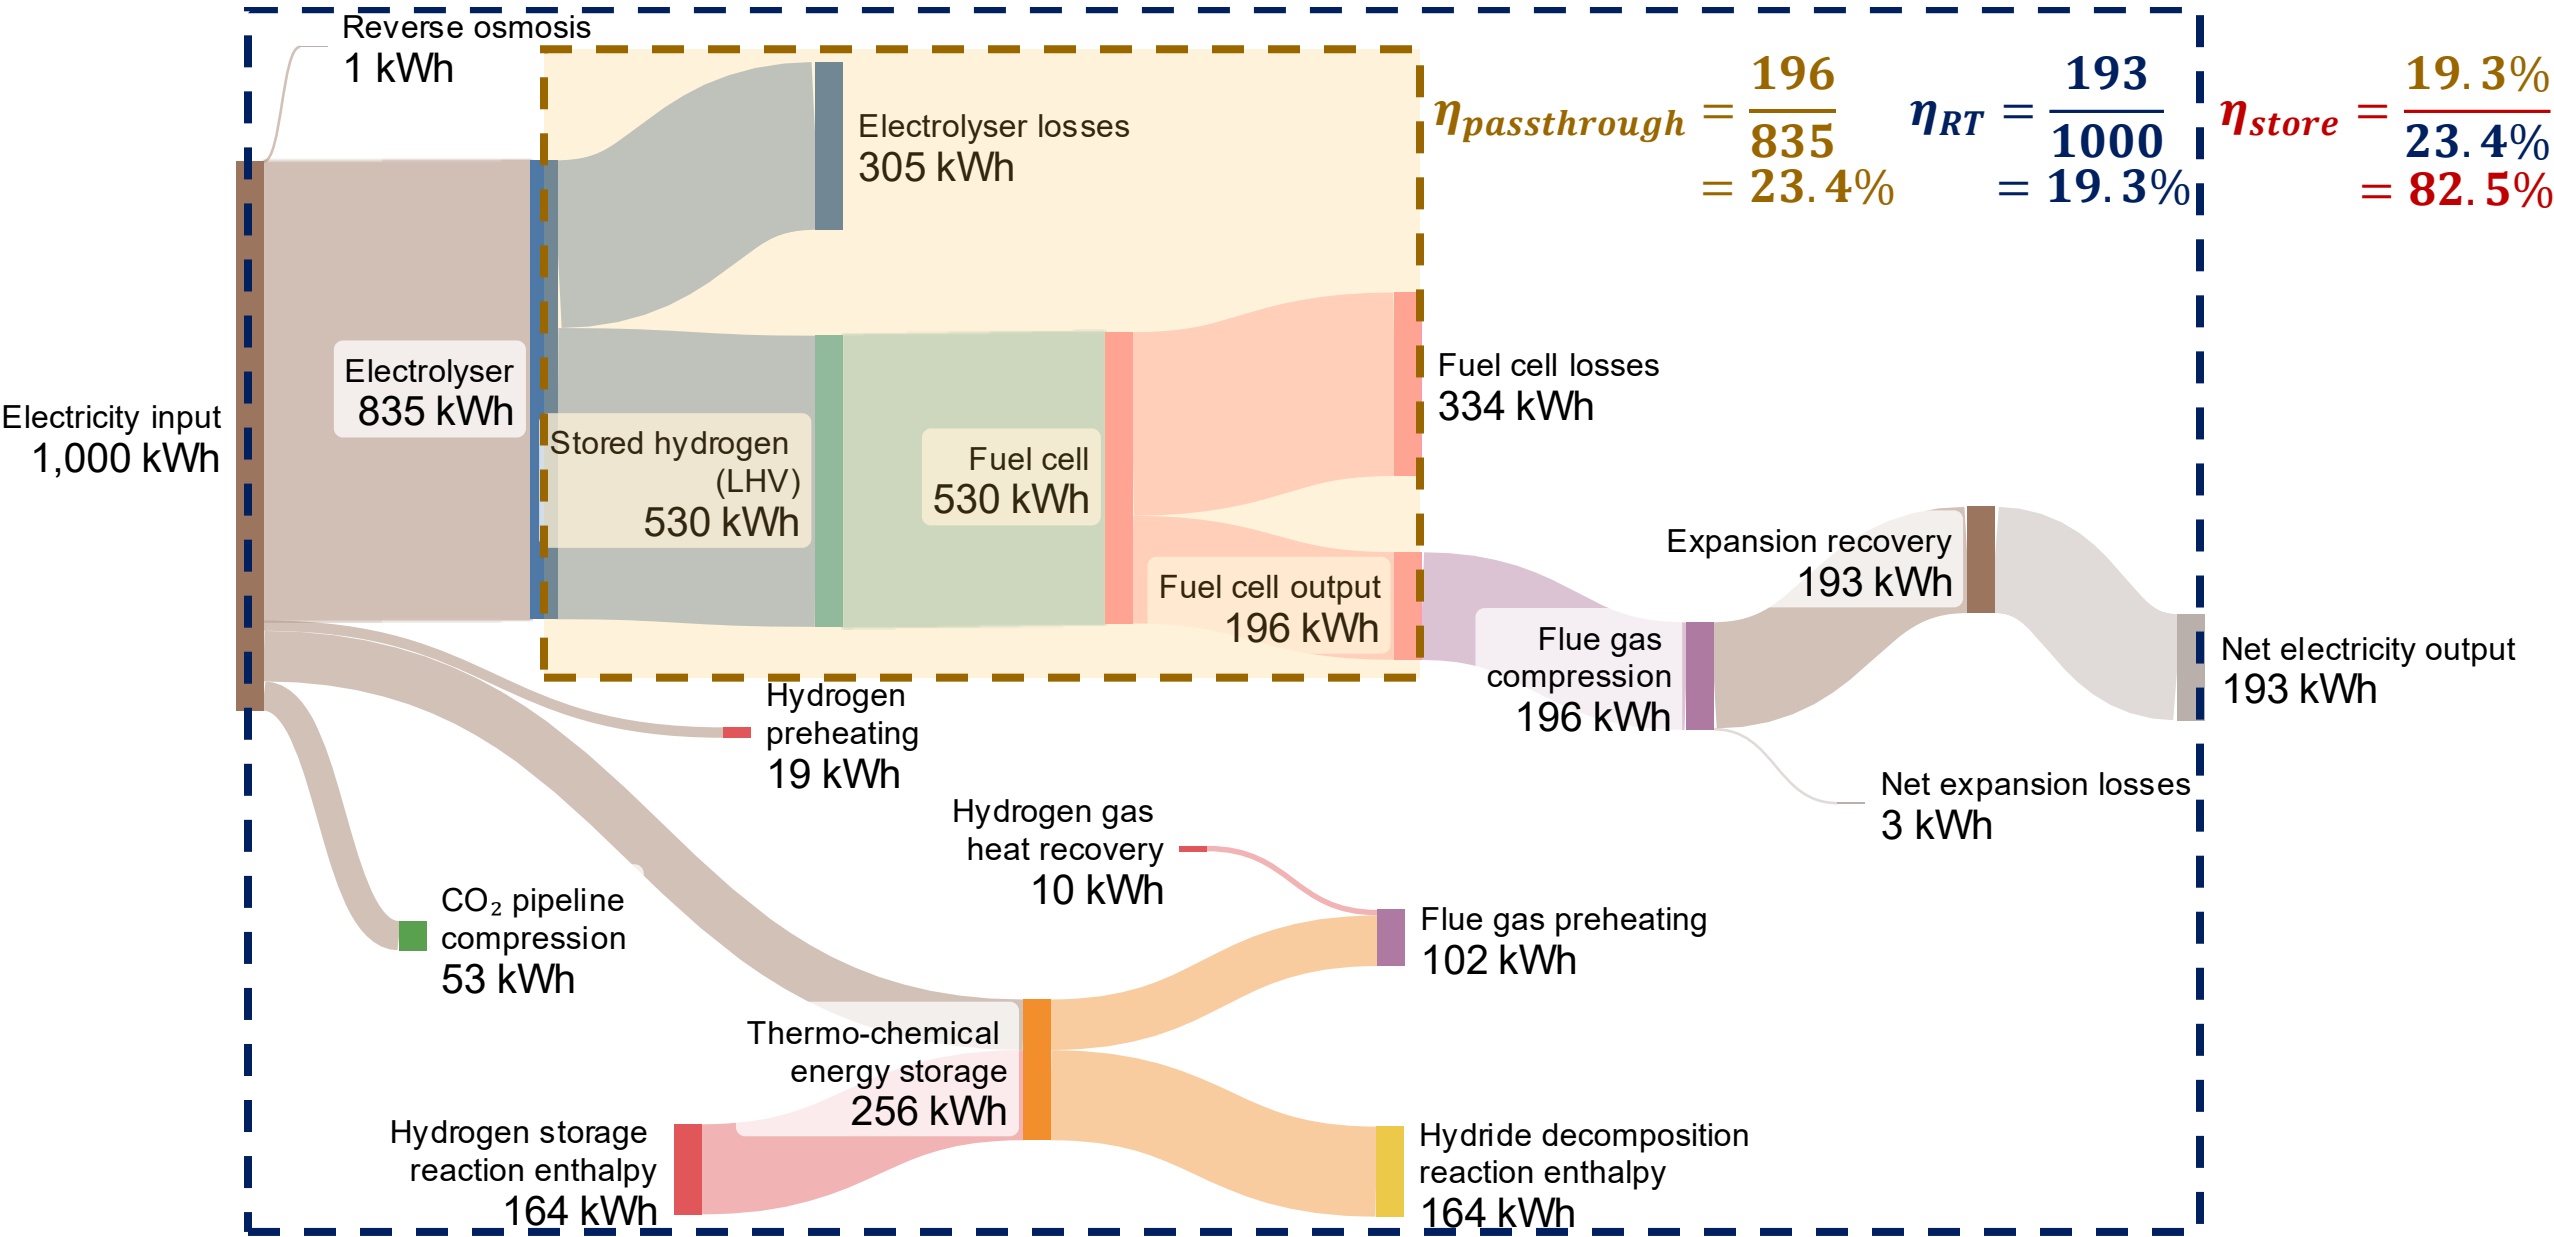 Reverse osmosis
1 kWh
Electrolyser losses
305 kWh
η_passthrough = 196/835
= 23.4%
η_RT = 193/1000
= 19.3%
η_store = 19.3%/23.4%
= 82.5%
Electricity input
1,000 kWh
Electrolyser
835 kWh
Stored hydrogen
(LHV)
530 kWh
Fuel cell
530 kWh
Fuel cell losses
334 kWh
Fuel cell output
196 kWh
Flue gas
compression
196 kWh
Expansion recovery
193 kWh
Net electricity output
193 kWh
Net expansion losses
3 kWh
Hydrogen
preheating
19 kWh
Hydrogen gas
heat recovery
10 kWh
Flue gas preheating
102 kWh
CO₂ pipeline
compression
53 kWh
Thermo-chemical
energy storage
256 kWh
Hydrogen storage
reaction enthalpy
164 kWh
Hydride decomposition
reaction enthalpy
164 kWh